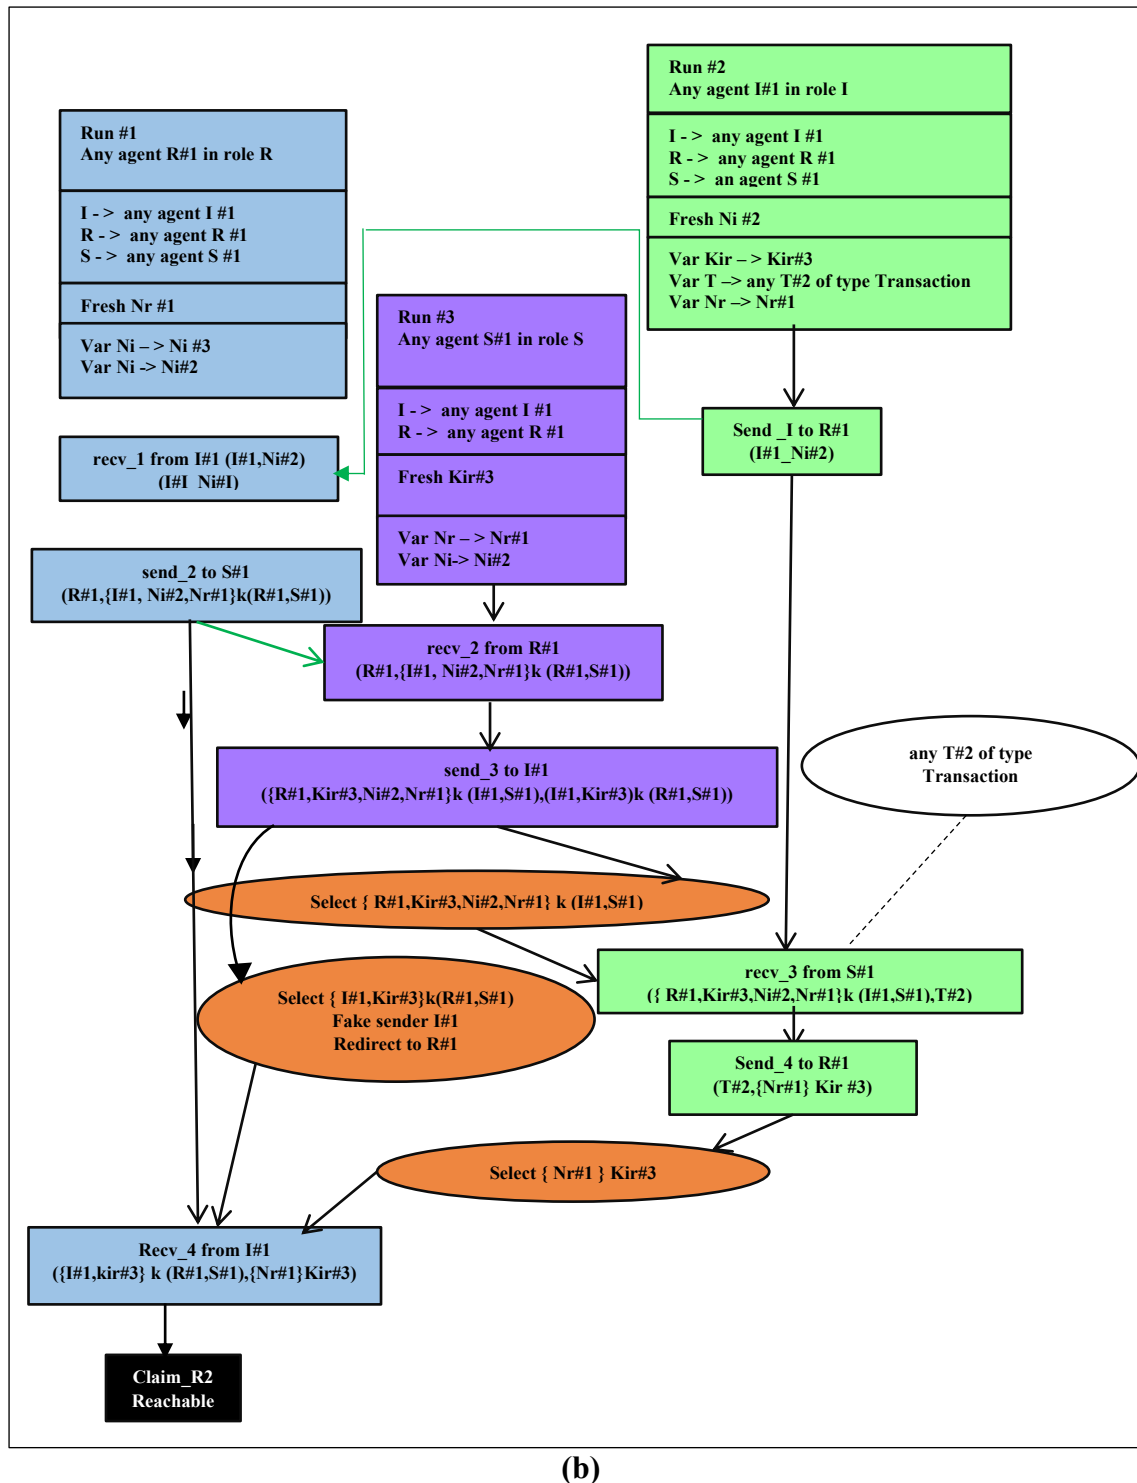 Run #1
Any agent R#1 in role R
I - > any agent I #1
R - > any agent R #1
S - > any agent S #1
Fresh Nr #1
Var Ni – > Ni #3
Var Ni -> Ni#2
recv_1 from I#1 (I#1,Ni#2)
(I#I_Ni#I)
send_2 to S#1
(R#1,{I#1, Ni#2,Nr#1}k(R#1,S#1))
Run #2
Any agent I#1 in role I
I - > any agent I #1
R - > any agent R #1
S - > an agent S #1
Fresh Ni #2
Var Kir – > Kir#3
Var T –> any T#2 of type Transaction
Var Nr –> Nr#1
Send _I to R#1
(I#1_Ni#2)
Run #3
Any agent S#1 in role S
I - > any agent I #1
R - > any agent R #1
Fresh Kir#3
Var Nr – > Nr#1
Var Ni-> Ni#2
recv_2 from R#1
(R#1,{I#1, Ni#2,Nr#1}k (R#1,S#1))
send_3 to I#1
({R#1,Kir#3,Ni#2,Nr#1}k (I#1,S#1),(I#1,Kir#3)k (R#1,S#1))
any T#2 of type
Transaction
Select { R#1,Kir#3,Ni#2,Nr#1} k (I#1,S#1)
recv_3 from S#1
({ R#1,Kir#3,Ni#2,Nr#1}k (I#1,S#1),T#2)
Select { I#1,Kir#3}k(R#1,S#1)
Fake sender I#1
Redirect to R#1
Send_4 to R#1
(T#2,{Nr#1} Kir #3)
Select { Nr#1 } Kir#3
Recv_4 from I#1
({I#1,kir#3} k (R#1,S#1),{Nr#1}Kir#3)
Claim_R2
Reachable
(b)